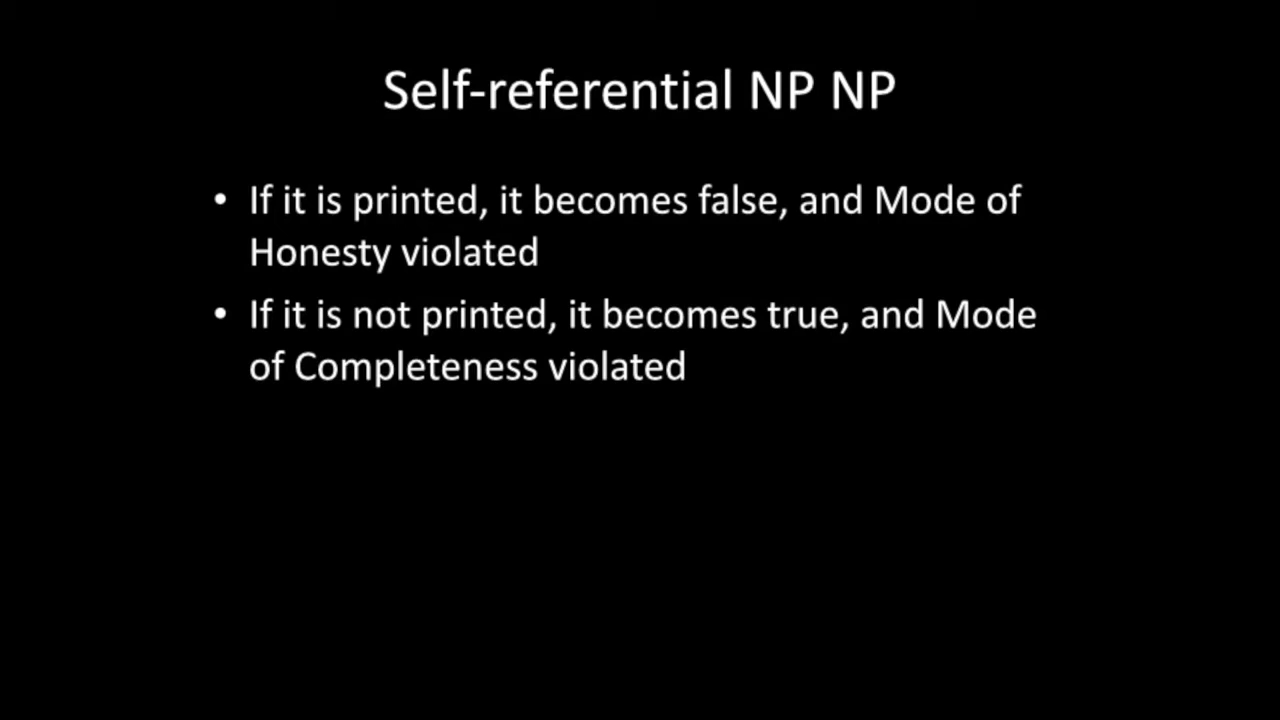 Self-referential NP NP
• If it is printed, it becomes false, and Mode of
Honesty violated
• If it is not printed, it becomes true, and Mode
of Completeness violated